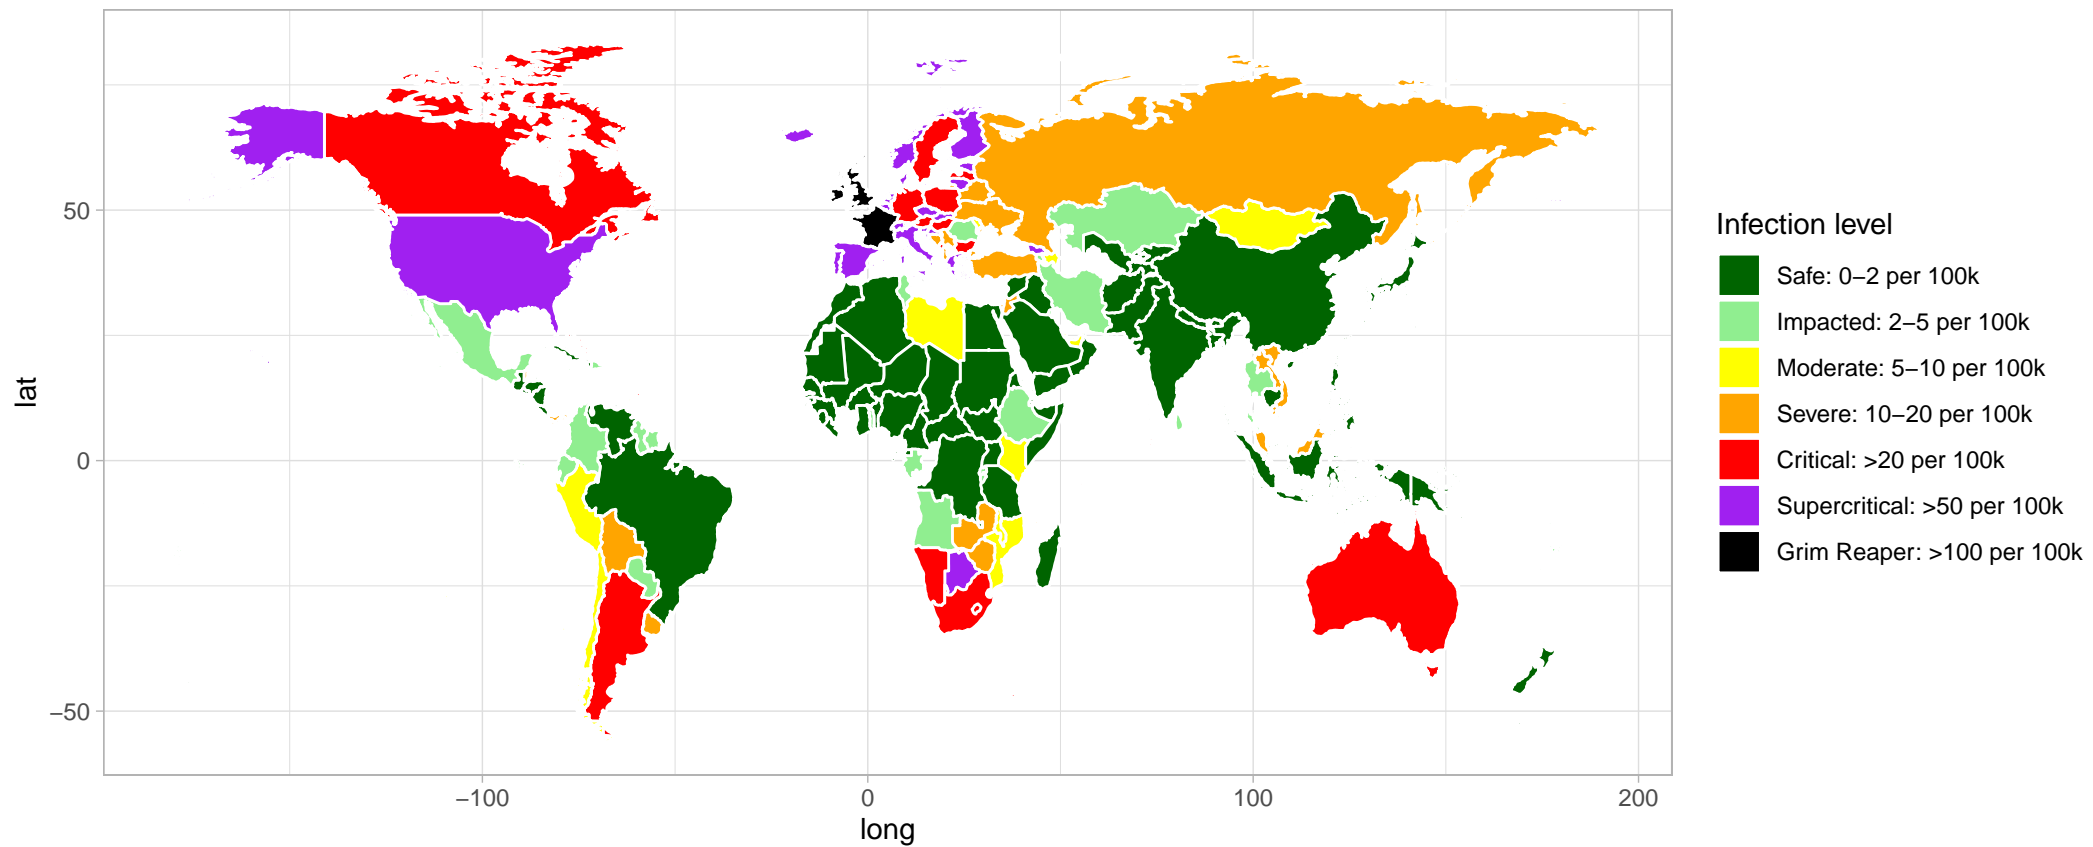 50
0
−50
lat
−100
0
100
200
long
Infection level
Safe: 0−2 per 100k
Impacted: 2−5 per 100k
Moderate: 5−10 per 100k
Severe: 10−20 per 100k
Critical: >20 per 100k
Supercritical: >50 per 100k
Grim Reaper: >100 per 100k